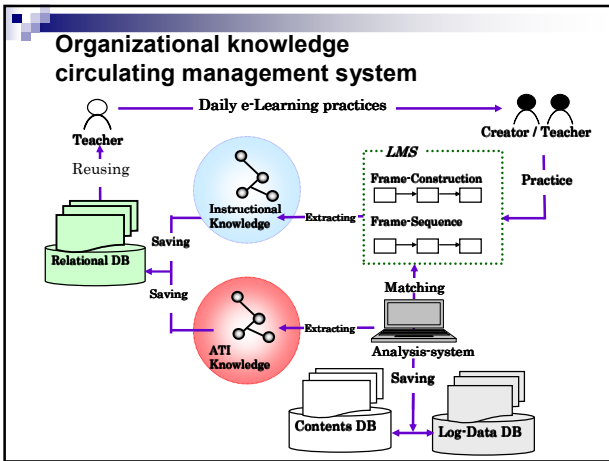 Organizational knowledge
circulating management system
Daily e-Learning practices
Teacher
Creator / Teacher
Reusing
LMS
Frame-Construction
Practice
Instructional
Knowledge
Extracting
Frame-Sequence
Saving
Relational DB
Saving
Matching
ATI
Knowledge
Extracting
Analysis-system
Saving
Contents DB
Log-Data DB